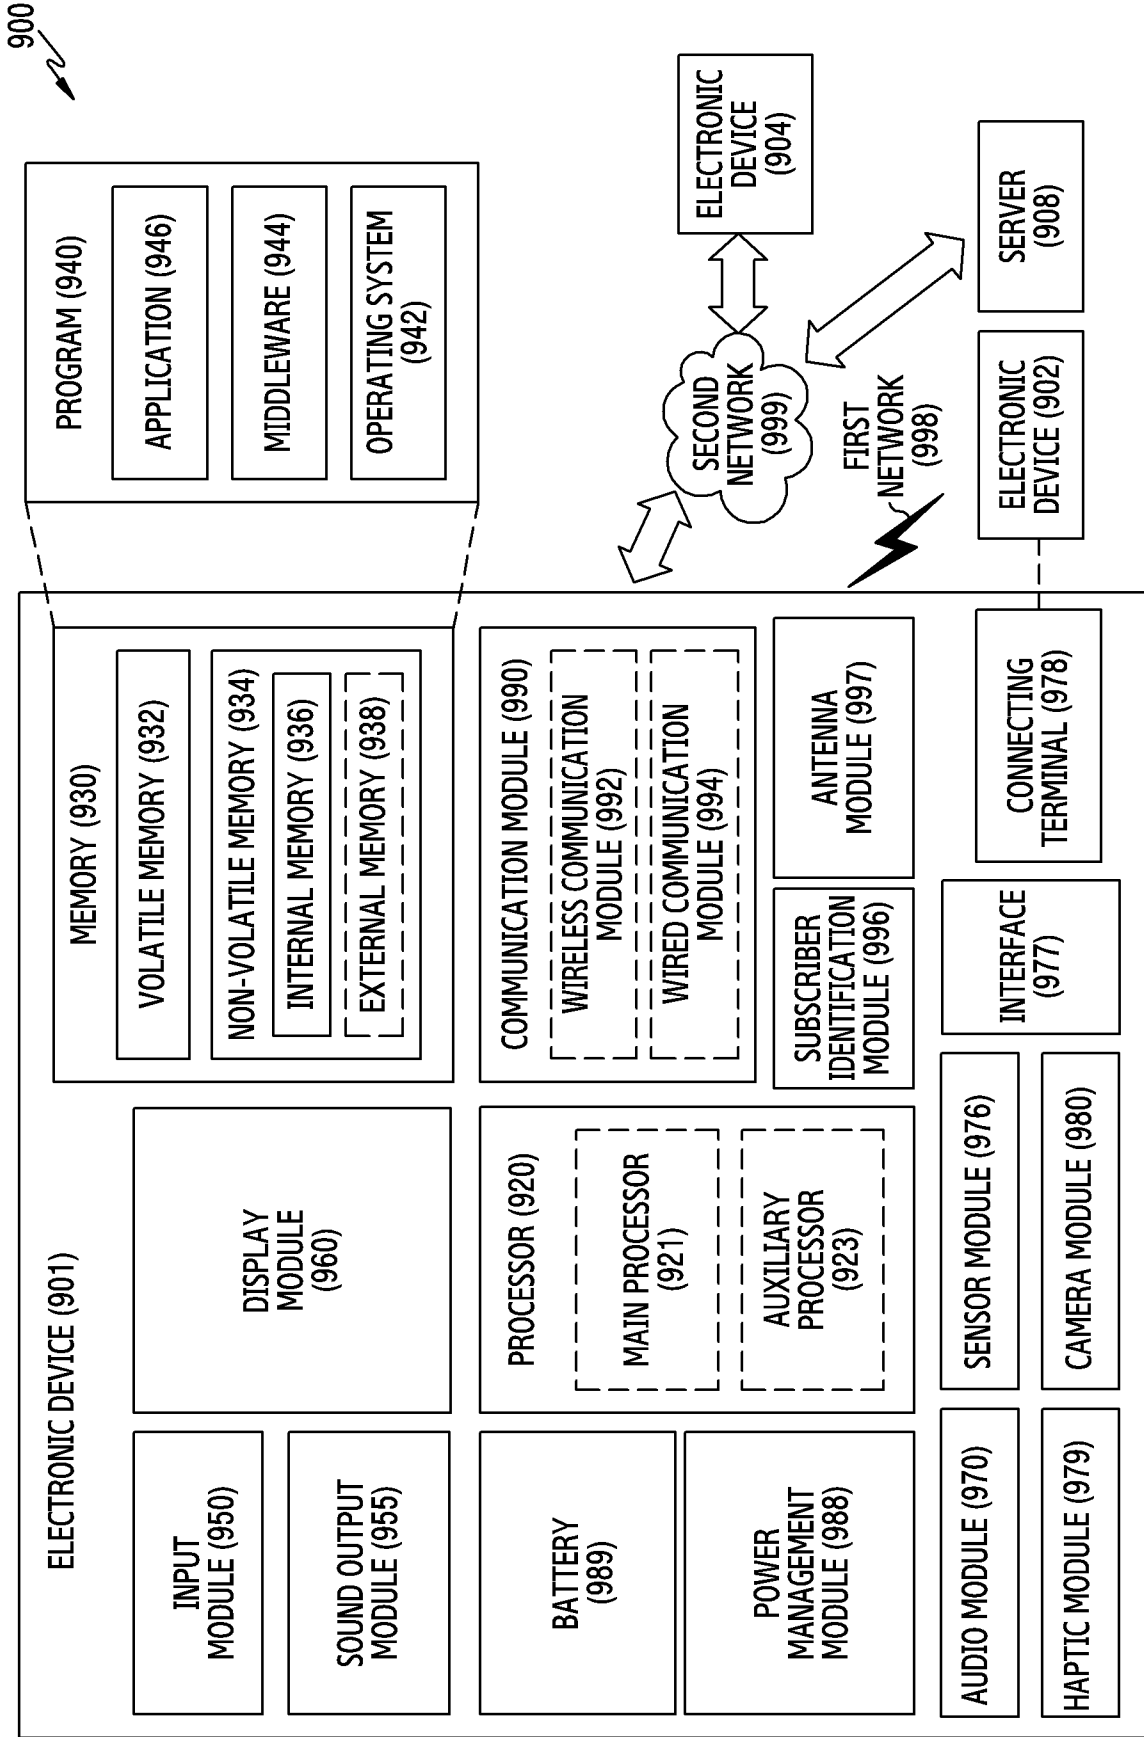 900
ELECTRONIC DEVICE (901)
INPUT
MODULE (950)
SOUND OUTPUT
MODULE (955)
DISPLAY
MODULE
(960)
MEMORY (930)
VOLATILE MEMORY (932)
NON-VOLATILE MEMORY (934)
INTERNAL MEMORY (936)
EXTERNAL MEMORY (938)
PROGRAM (940)
APPLICATION (946)
MIDDLEWARE (944)
OPERATING SYSTEM
(942)
BATTERY
(989)
POWER
MANAGEMENT
MODULE (988)
PROCESSOR (920)
MAIN PROCESSOR
(921)
AUXILIARY
PROCESSOR
(923)
COMMUNICATION MODULE (990)
WIRELESS COMMUNICATION
MODULE (992)
WIRED COMMUNICATION
MODULE (994)
SUBSCRIBER
IDENTIFICATION
MODULE (996)
ANTENNA
MODULE (997)
SECOND
NETWORK
(999)
ELECTRONIC
DEVICE
(904)
FIRST
NETWORK
(998)
AUDIO MODULE (970)
SENSOR MODULE (976)
HAPTIC MODULE (979)
CAMERA MODULE (980)
INTERFACE
(977)
CONNECTING
TERMINAL (978)
ELECTRONIC
DEVICE (902)
SERVER
(908)